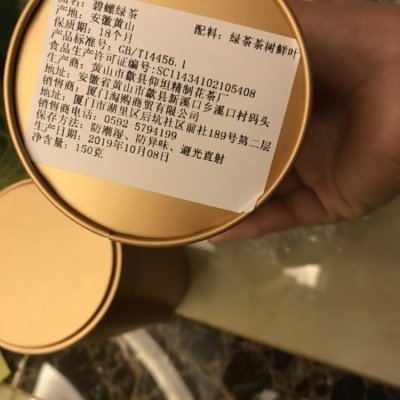 品名：碧螺绿茶
配料：绿茶茶树鲜叶
产地：安徽黄山
保质期：18个月
产品标准号：GB/T14456.1
食品生产许可证编号：SC11434102105408
生产商：黄山市歙县仰坦精制花茶厂
地址：安徽省黄山市歙县新溪口乡溪口村码头
销售商：厦门淘购商贸有限公司
地址：厦门市湖里区后坑社区前社189号第二层
销售商电话：0592 5794199
保存方法：防潮湿、防异味、避光直射
生产日期：2019年10月08日
净含量：150克